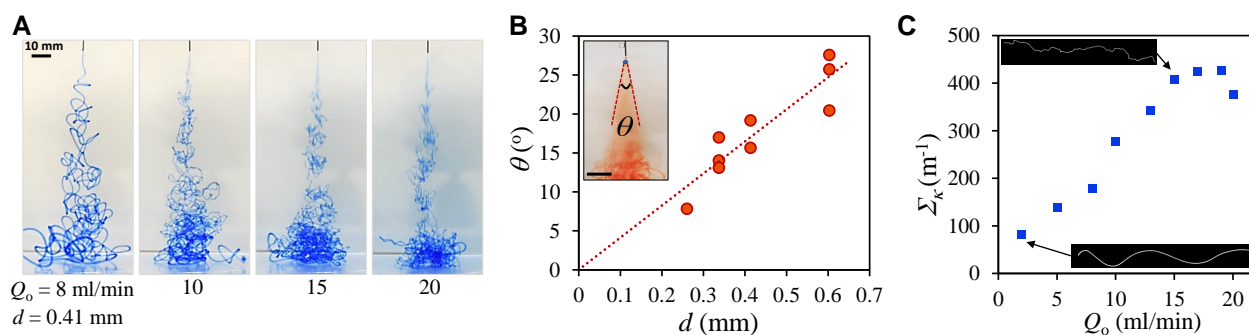 A
10 mm
Qo = 8 ml/min
10
15
20
d = 0.41 mm
B
30
25
20
15
10
5
0
θ (o)
θ
0
0.1
0.2
0.3
0.4
0.5
0.6
0.7
d (mm)
C
500
400
300
200
100
0
Σκ (m-1)
0
5
10
15
20
Qo (ml/min)